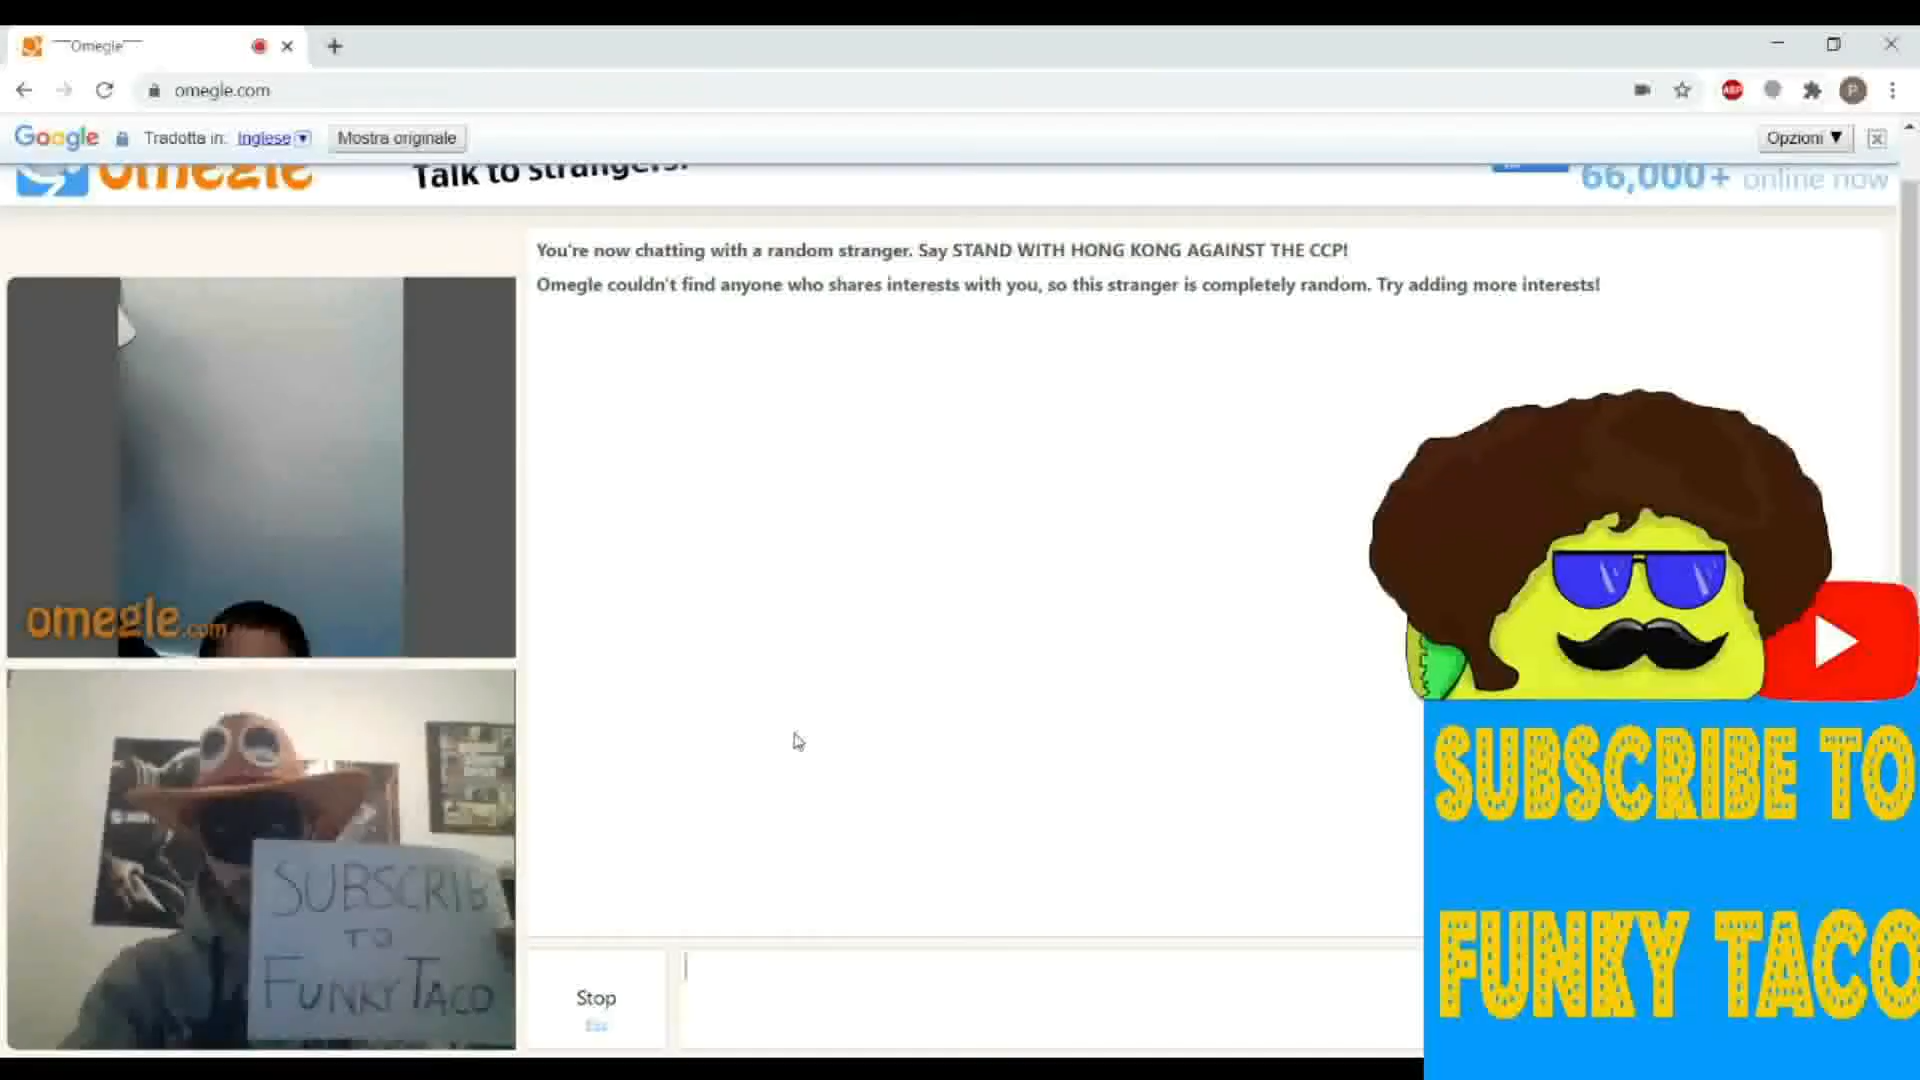 Omegle
omegle.com
ABP
P
Google Tradotta in: Inglese Mostra originale
Opzioni
omegle
Talk to strangers!
66,000+ online now
You're now chatting with a random stranger. Say STAND WITH HONG KONG AGAINST THE CCP!
Omegle couldn't find anyone who shares interests with you, so this stranger is completely random. Try adding more interests!
omegle.com
SUBSCRIB
TO
FUNKY TACO
Stop
Esc
SUBSCRIBE TO
FUNKY TACO